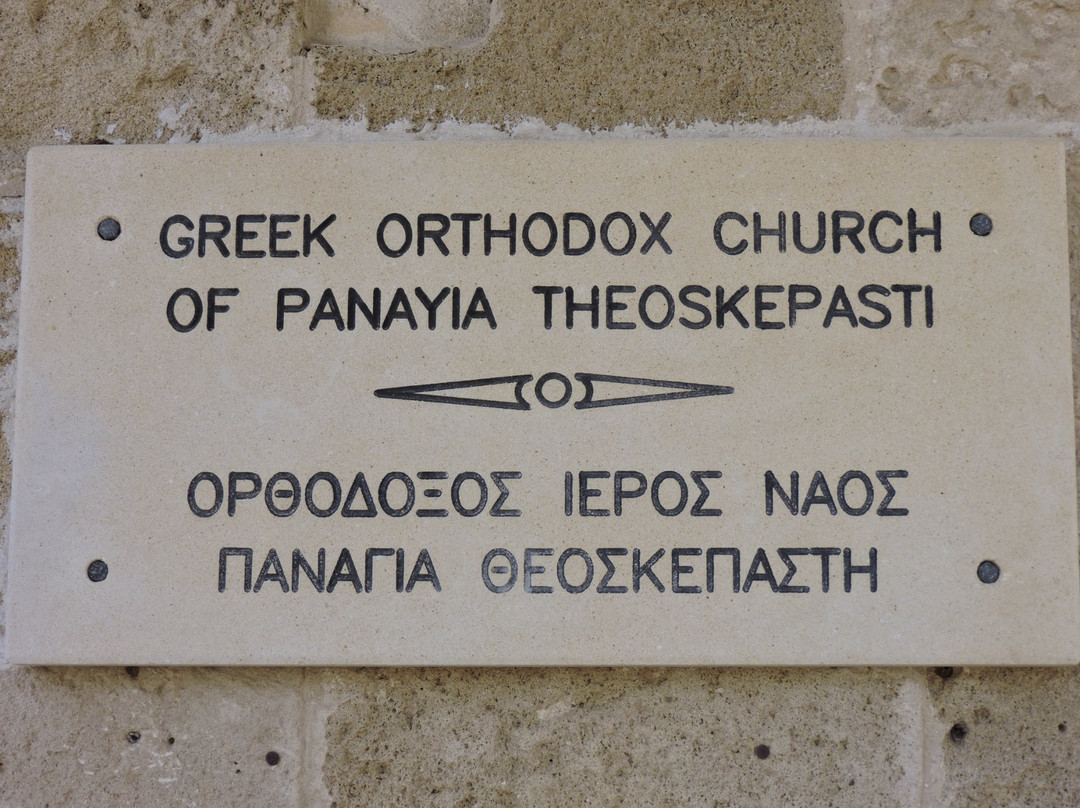 GREEK ORTHODOX CHURCH
OF PANAYIA THEOSKEPASTI
ΟΡΘΟΔΟΞΟΣ ΙΕΡΟΣ ΝΑΟΣ
ΠΑΝΑΓΙΑ ΘΕΟΣΚΕΠΑΣΤΗ